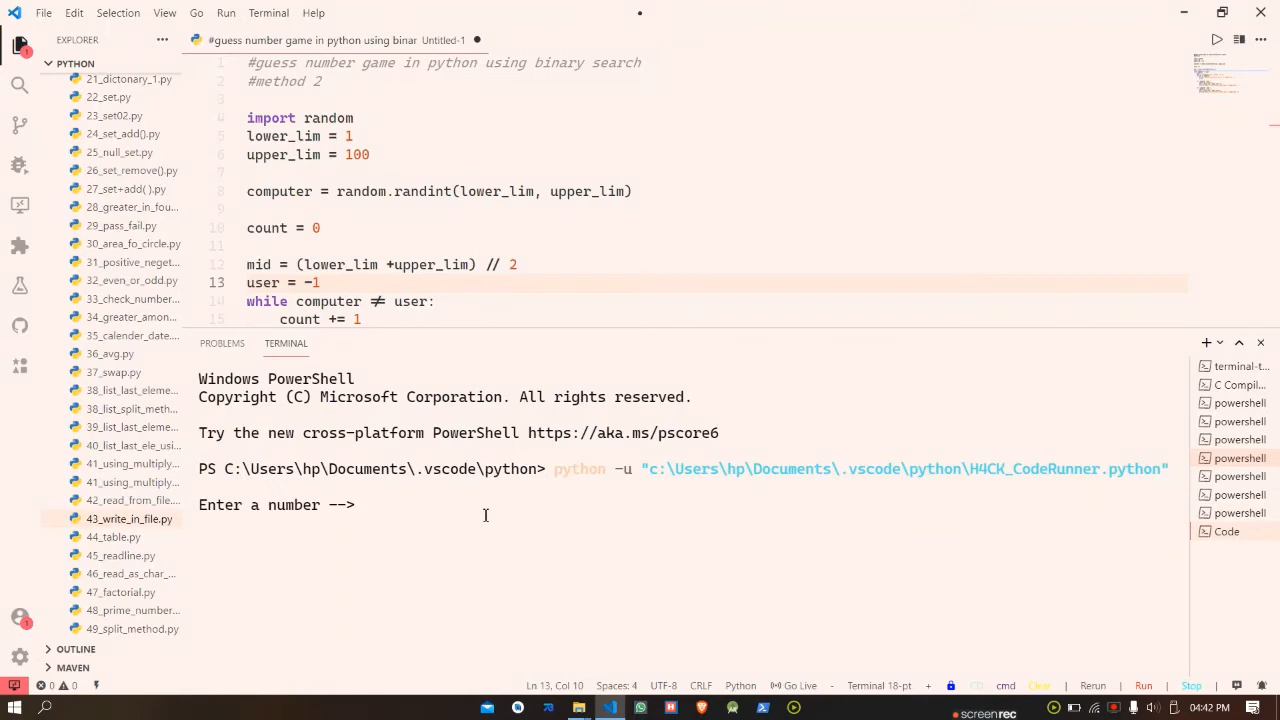 File Edit Selection View Go Run Terminal Help
EXPLORER
#guess number game in python using binar Untitled-1
PYTHON
21_dictonary_1.py
22_set.py
23_set02.py
24_set_add().py
25_null_set.py
26_set_remove().py
27_set+add( ).py
28_greater_in_fou...
29_pass_fail.py
30_area_fo_circle.py
31_positive_neget...
32_even_or_odd.py
33_check_number...
34_greater_amon...
35_calender_date...
36_avg.py
37_swap.py
38_list_last_eleme...
38_list_split_meth...
39_list_last_eleme...
40_list_last_ele_usi...
41_using_multiply...
41_using_multiply...
42_read_from_file...
43_write_in_file.py
44_table.py
45_readline.py
46_read_as_char_...
47_factorial.py
48_prime_number...
49_split_method.py
OUTLINE
MAVEN
1 #guess number game in python using binary search
2 #method 2
3
4 import random
5 lower_lim = 1
6 upper_lim = 100
7
8 computer = random.randint(lower_lim, upper_lim)
9
10 count = 0
11
12 mid = (lower_lim +upper_lim) // 2
13 user = -1
14 while computer ≠ user:
15 count += 1
PROBLEMS TERMINAL
Windows PowerShell
Copyright (C) Microsoft Corporation. All rights reserved.
Try the new cross-platform PowerShell https://aka.ms/pscore6
PS C:\Users\hp\Documents\.vscode\python> python -u "c:\Users\hp\Documents\.vscode\python\H4CK_CodeRunner.python"
Enter a number -->
terminal-t...
C Compil...
powershell
powershell
powershell
powershell
powershell
powershell
powershell
Code
0 0 Ln 13, Col 10 Spaces: 4 UTF-8 CRLF Python Go Live - Terminal 18-pt + cmd Clear | Rerun | Run | Stop |
04:42 PM
screenrec